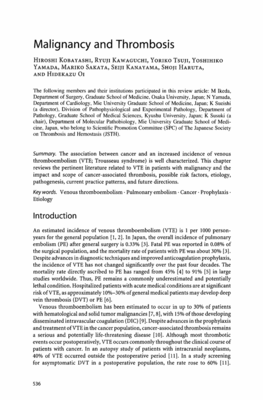 Malignancy and Thrombosis
Hiroshi Kobayashi, Ryuji Kawaguchi, Yoriko Tsuji, Yoshihiko
Yamada, Mariko Sakata, Seiji Kanayama, Shoji Haruta,
and Hidekazu Oi
The following members and their institutions participated in this review article: M Ikeda,
Department of Surgery, Graduate School of Medicine, Osaka University, Japan; N Yamada,
Department of Cardiology, Mie University Graduate School of Medicine, Japan; K Sueishi
(a director), Division of Pathophysiological and Experimental Pathology, Department of
Pathology, Graduate School of Medical Sciences, Kyushu University, Japan; K Suzuki (a
chair), Department of Molecular Pathobiology, Mie University Graduate School of Medi-
cine, Japan, who belong to Scientific Promotion Committee (SPC) of The Japanese Society
on Thrombosis and Hemostasis (JSTH).
Summary. The association between cancer and an increased incidence of venous
thromboembolism (VTE; Trousseau syndrome) is well characterized. This chapter
reviews the pertinent literature related to VTE in patients with malignancy and the
impact and scope of cancer-associated thrombosis, possible risk factors, etiology,
pathogenesis, current practice patterns, and future directions.
Key words. Venous thromboembolism · Pulmonary embolism · Cancer · Prophylaxis ·
Etiology
Introduction
An estimated incidence of venous thromboembolism (VTE) is 1 per 1000 person-
years for the general population [1, 2]. In Japan, the overall incidence of pulmonary
embolism (PE) after general surgery is 0.33% [3]. Fatal PE was reported in 0.08% of
the surgical population, and the mortality rate of patients with PE was about 30% [3].
Despite advances in diagnostic techniques and improved anticoagulation prophylaxis,
the incidence of VTE has not changed significantly over the past four decades. The
mortality rate directly ascribed to PE has ranged from 45% [4] to 91% [5] in large
studies worldwide. Thus, PE remains a commonly underestimated and potentially
lethal condition. Hospitalized patients with acute medical conditions are at significant
risk of VTE, as approximately 10%–30% of general medical patients may develop deep
vein thrombosis (DVT) or PE [6].
Venous thromboembolism has been estimated to occur in up to 30% of patients
with hematological and solid tumor malignancies [7, 8], with 15% of those developing
disseminated intravascular coagulation (DIC) [9]. Despite advances in the prophylaxis
and treatment of VTE in the cancer population, cancer-associated thrombosis remains
a serious and potentially life-threatening disease [10]. Although most thrombotic
events occur postoperatively, VTE occurs commonly throughout the clinical course of
patients with cancer. In an autopsy study of patients with intracranial neoplasms,
40% of VTE occurred outside the postoperative period [11]. In a study screening
for asymptomatic DVT in a postoperative population, the rate rose to 60% [11].
536